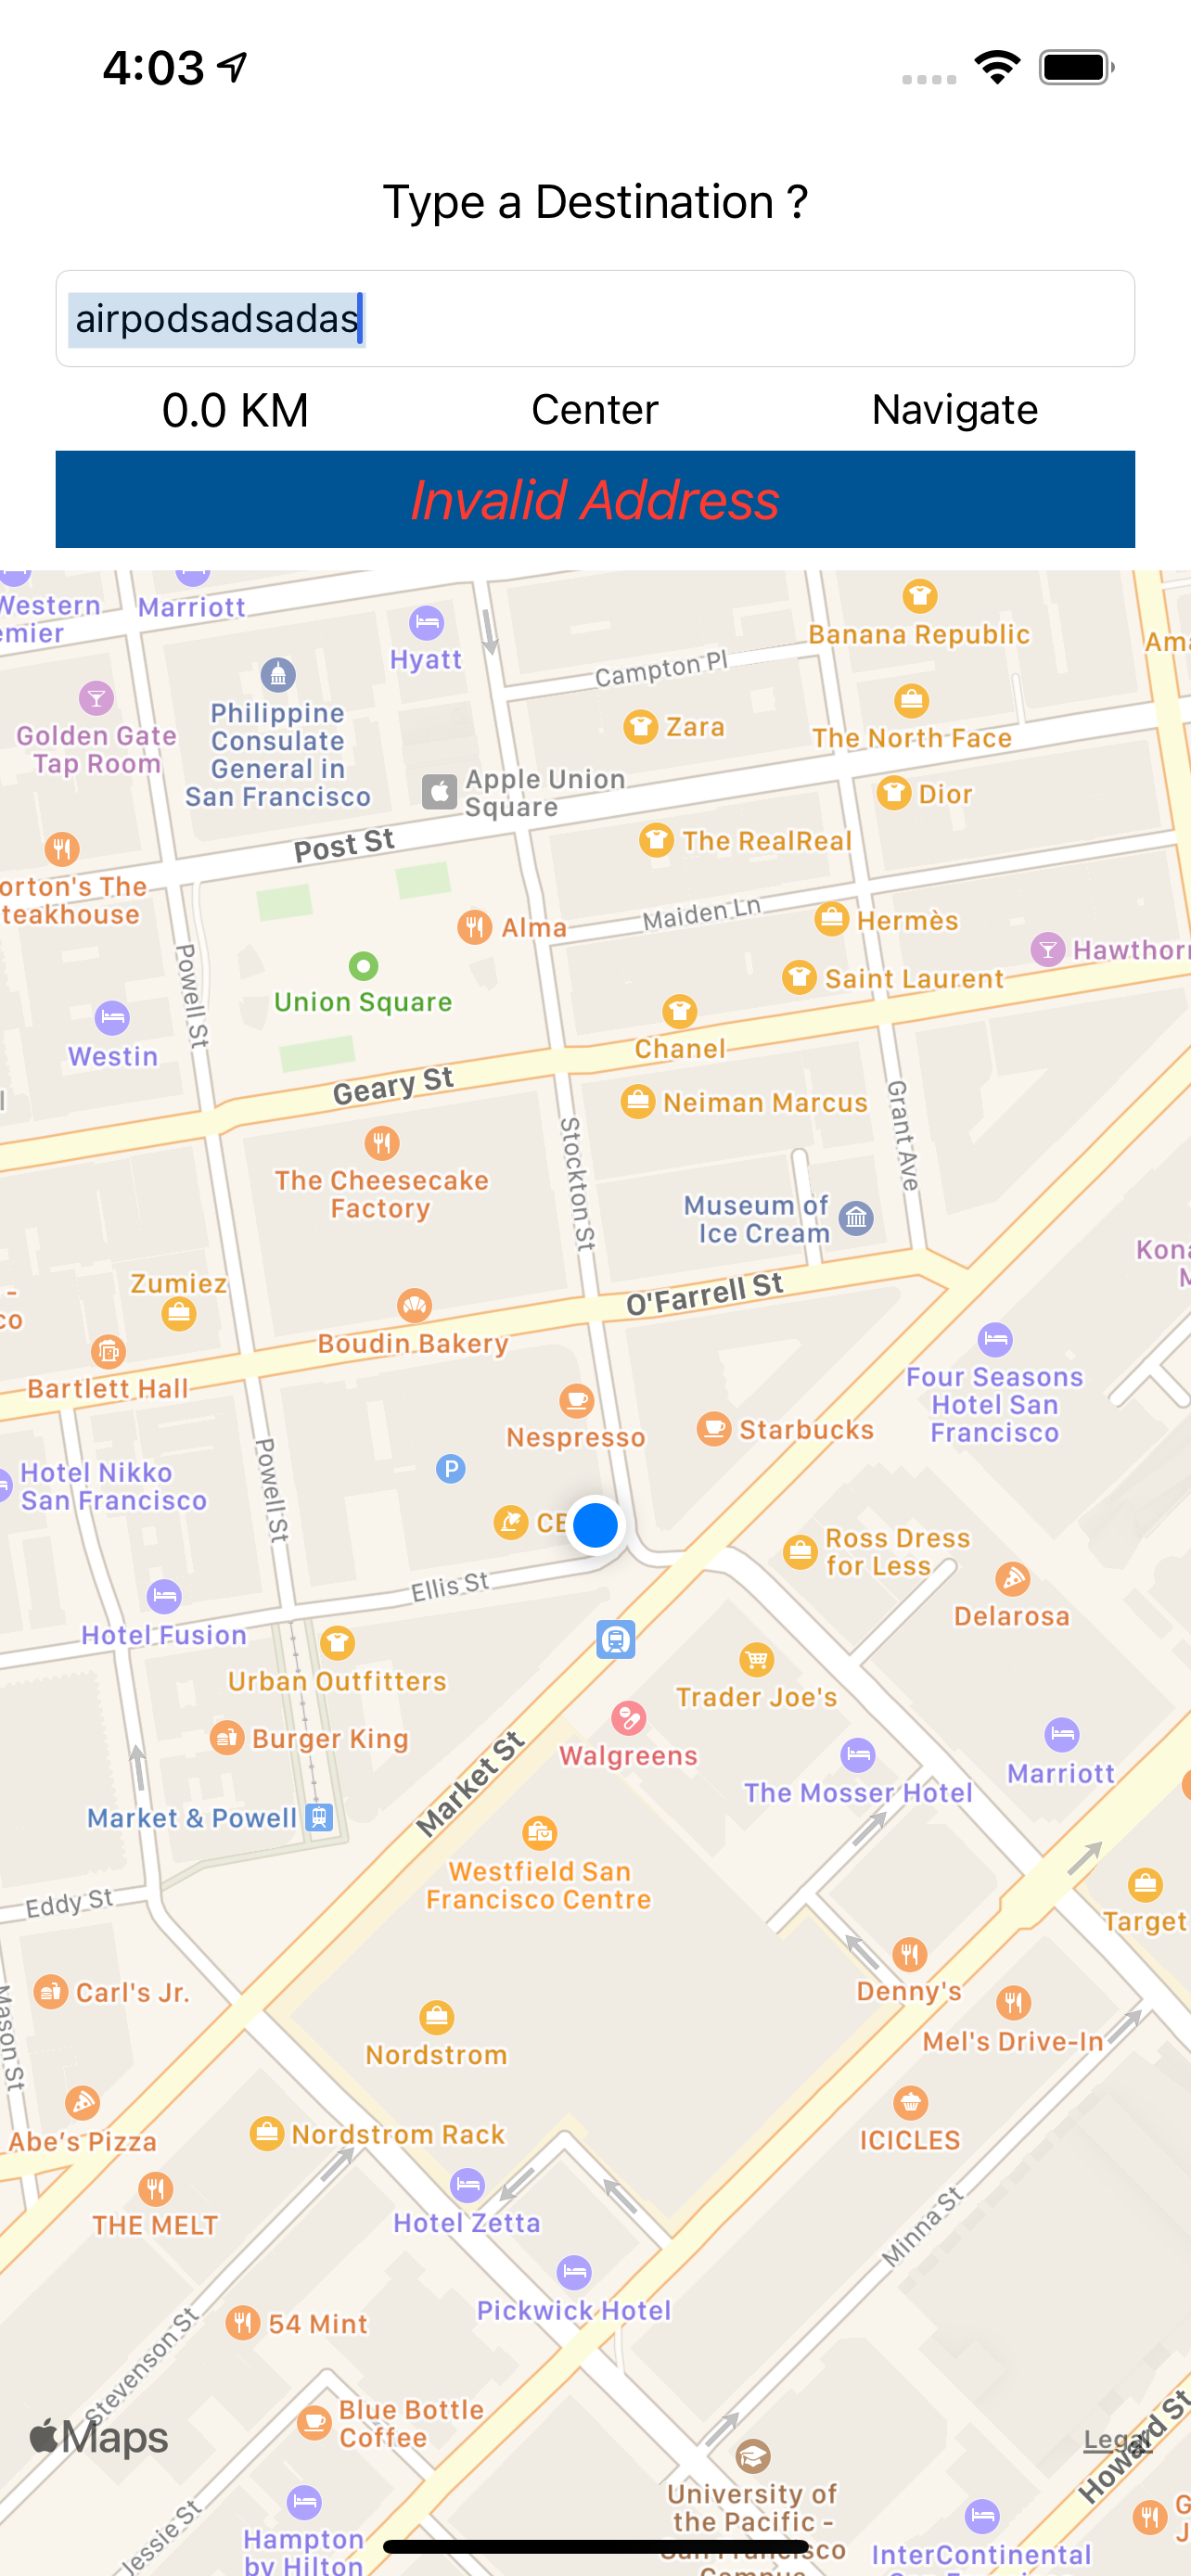 4:03
Type a Destination ?
airpodsadsadas
0.0 KM
Center
Navigate
Invalid Address
Western
emier
Marriott
Hyatt
Campton Pl
Banana Republic
Golden Gate
Tap Room
Philippine
Consulate
General in
San Francisco
Zara
The North Face
Apple Union
Square
Dior
Post St
The RealReal
orton's The
teakhouse
Alma
Maiden Ln
Hermès
Powell St
Union Square
Saint Laurent
Westin
Chanel
Geary St
Neiman Marcus
Grant Ave
Stockton St
The Cheesecake
Factory
Museum of
Ice Cream
Zumiez
O'Farrell St
Boudin Bakery
Bartlett Hall
Four Seasons
Hotel San
Francisco
Nespresso
Starbucks
Powell St
Hotel Nikko
San Francisco
P
Ross Dress
for Less
Ellis St
Delarosa
Hotel Fusion
Urban Outfitters
Trader Joe's
Burger King
Market St
Walgreens
The Mosser Hotel
Marriott
Market & Powell
Westfield San
Francisco Centre
Eddy St
Target
Carl's Jr.
Mason St
Denny's
Mel's Drive-In
Nordstrom
Abe's Pizza
Nordstrom Rack
ICICLES
THE MELT
Hotel Zetta
Minna St
Pickwick Hotel
54 Mint
Stevenson St
Blue Bottle
Coffee
Maps
Legal
Howard St
University of
the Pacific -
San Francisco
Campus
Jessie St
Hampton
by Hilton
InterContinental